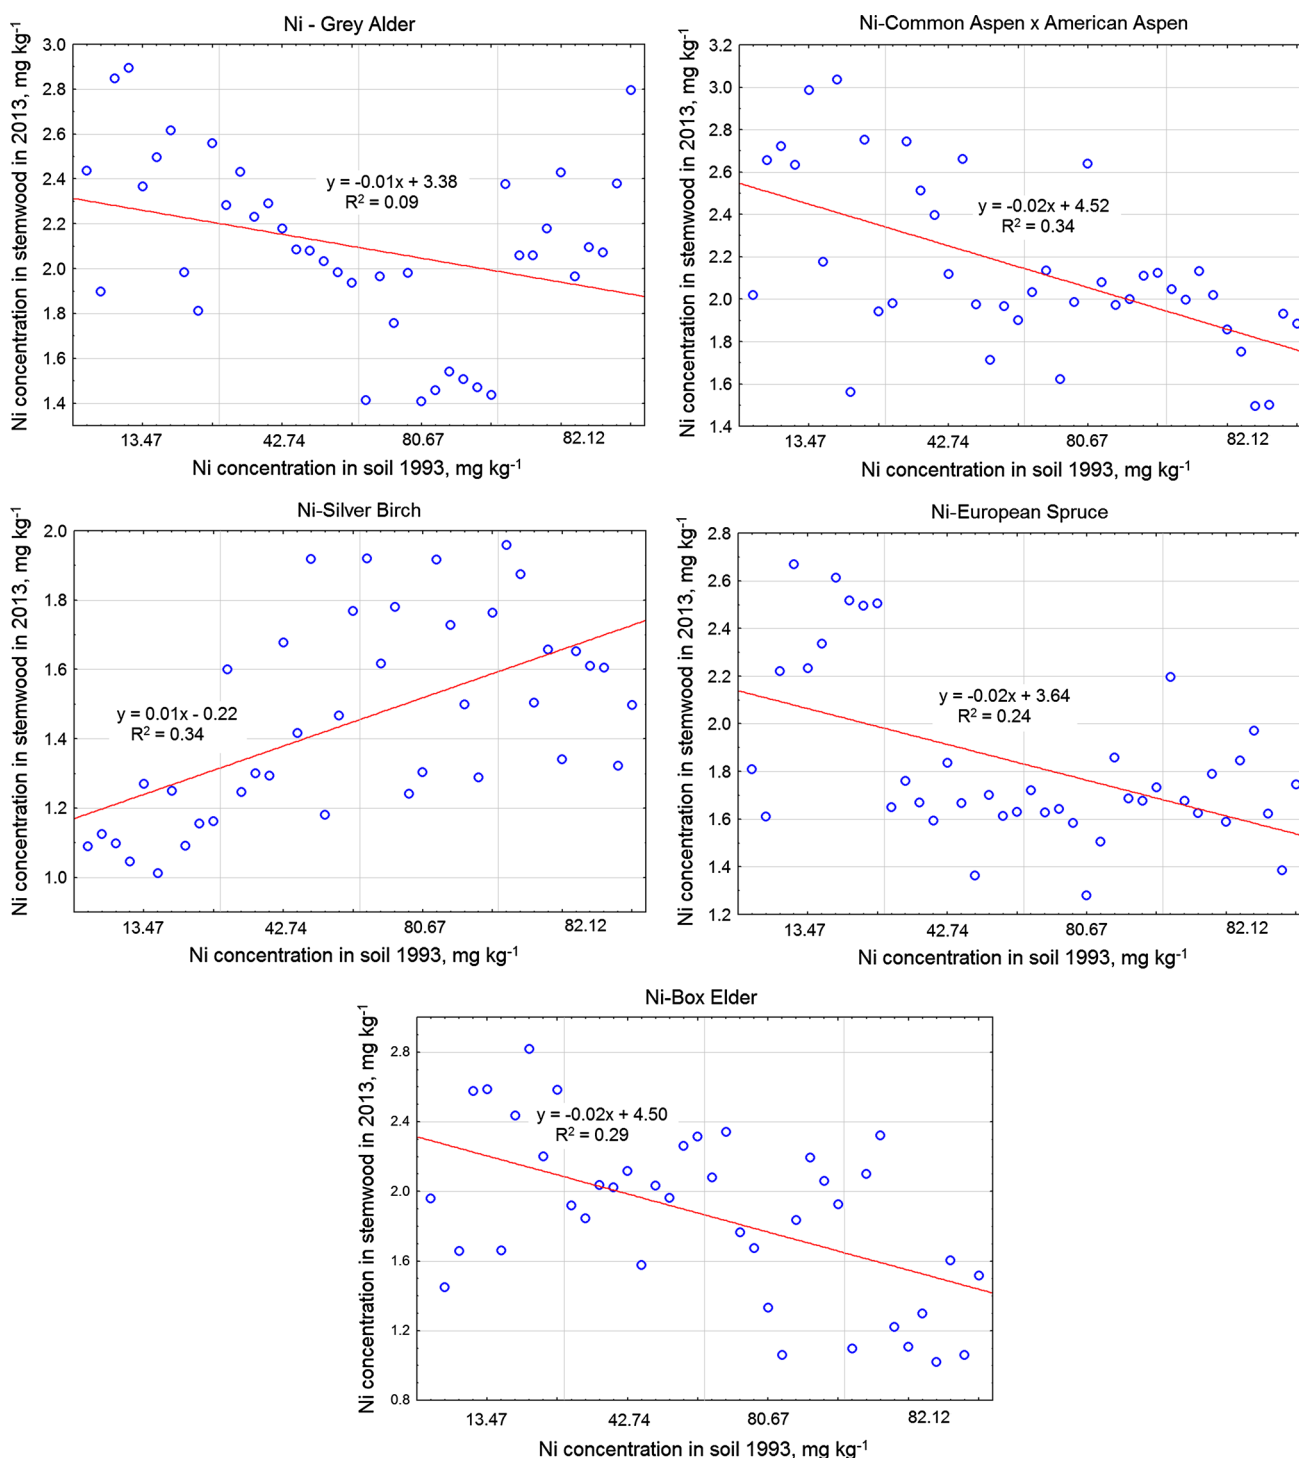 Ni - Grey Alder
Ni concentration in stemwood in 2013, mg kg-1
3.0
2.8
2.6
2.4
2.2
2.0
1.8
1.6
1.4
y = -0.01x + 3.38
R2 = 0.09
13.47 42.74 80.67 82.12
Ni concentration in soil 1993, mg kg-1
Ni-Common Aspen x American Aspen
Ni concentration in stemwood in 2013, mg kg-1
3.2
3.0
2.8
2.6
2.4
2.2
2.0
1.8
1.6
1.4
y = -0.02x + 4.52
R2 = 0.34
13.47 42.74 80.67 82.12
Ni concentration in soil 1993, mg kg-1
Ni-Silver Birch
Ni concentration in stemwood in 2013, mg kg-1
2.0
1.8
1.6
1.4
1.2
1.0
y = 0.01x - 0.22
R2 = 0.34
13.47 42.74 80.67 82.12
Ni concentration in soil 1993, mg kg-1
Ni-European Spruce
Ni concentration in stemwood in 2013, mg kg-1
2.8
2.6
2.4
2.2
2.0
1.8
1.6
1.4
1.2
y = -0.02x + 3.64
R2 = 0.24
13.47 42.74 80.67 82.12
Ni concentration in soil 1993, mg kg-1
Ni-Box Elder
Ni concentration in stemwood in 2013, mg kg-1
2.8
2.4
2.0
1.6
1.2
0.8
y = -0.02x + 4.50
R2 = 0.29
13.47 42.74 80.67 82.12
Ni concentration in soil 1993, mg kg-1